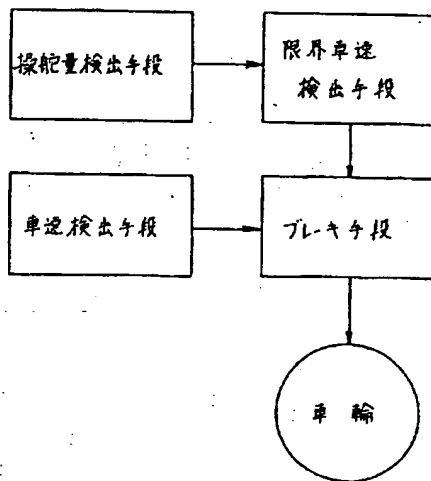 操舵量検出手段
限界車速
検出手段
車速検出手段
ブレーキ手段
車輪